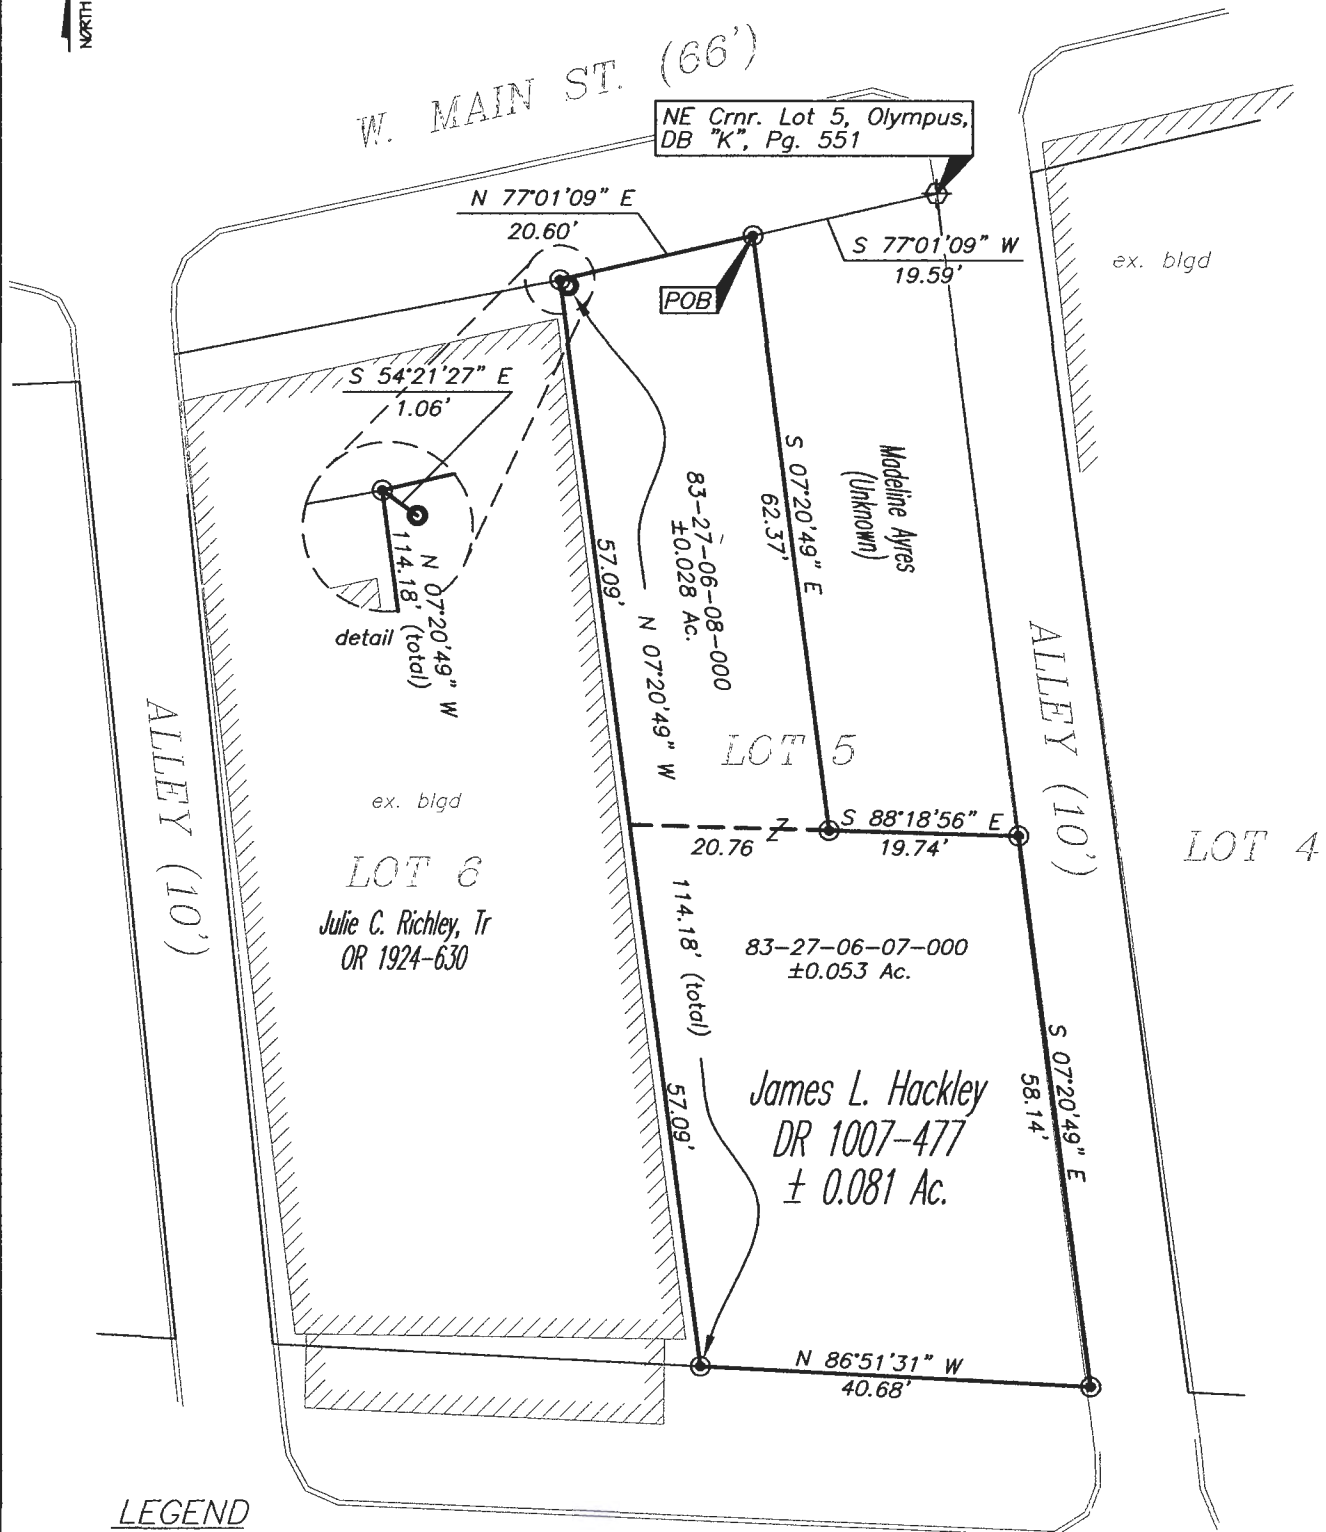 NORTH
W. MAIN ST. (66')
NE Crnr. Lot 5, Olympus,
DB "K", Pg. 551
N 77°01'09" E
20.60'
S 77°01'09" W
19.59'
POB
ex. blgd
S 54°21'27" E
1.06'
N 07°20'49" W
114.18' (total)
detail
57.09'
N 07°20'49" W
83-27-06-08-000
±0.028 Ac.
S 07°20'49" E
62.37'
Madeline Ayres
(Unknown)
ALLEY (10')
ALLEY (10')
LOT 5
ex. blgd
LOT 6
Julie C. Richley, Tr
OR 1924-630
20.76
Z
S 88°18'56" E
19.74'
LOT 4
114.18' (total)
83-27-06-07-000
±0.053 Ac.
57.09'
James L. Hackley
DR 1007-477
± 0.081 Ac.
S 07°20'49" E
58.14'
N 86°51'31" W
40.68'
LEGEND